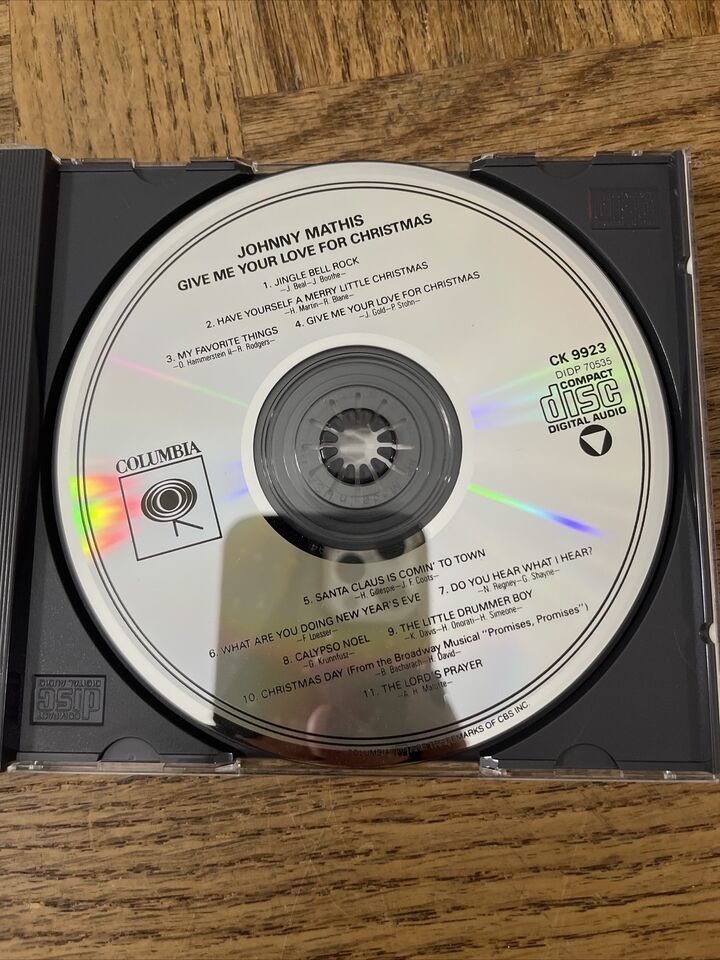 JOHNNY MATHIS
GIVE ME YOUR LOVE FOR CHRISTMAS
1. JINGLE BELL ROCK
—J. Beal—J. Boothe—
2. HAVE YOURSELF A MERRY LITTLE CHRISTMAS
—H. Martin—R. Blane—
3. MY FAVORITE THINGS
—O. Hammerstein II—R. Rodgers—
4. GIVE ME YOUR LOVE FOR CHRISTMAS
—J. Gold—P. Stohn—
CK 9923
DIDP 70535
COMPACT
disc
DIGITAL AUDIO
COLUMBIA
5. SANTA CLAUS IS COMIN' TO TOWN
—H. Gillespie—J. F. Coots—
6. WHAT ARE YOU DOING NEW YEAR'S EVE
—F. Loesser—
7. DO YOU HEAR WHAT I HEAR?
—N. Regney—G. Shayne—
8. CALYPSO NOEL
—G. Krunnfusz—
9. THE LITTLE DRUMMER BOY
—K. Davis—H. Onorati—H. Simeone—
10. CHRISTMAS DAY (From the Broadway Musical "Promises, Promises")
—B. Bacharach—H. David—
11. THE LORD'S PRAYER
—A. H. Malotte—
TRADEMARKS OF CBS INC.
COMPACT
disc
DIGITAL AUDIO